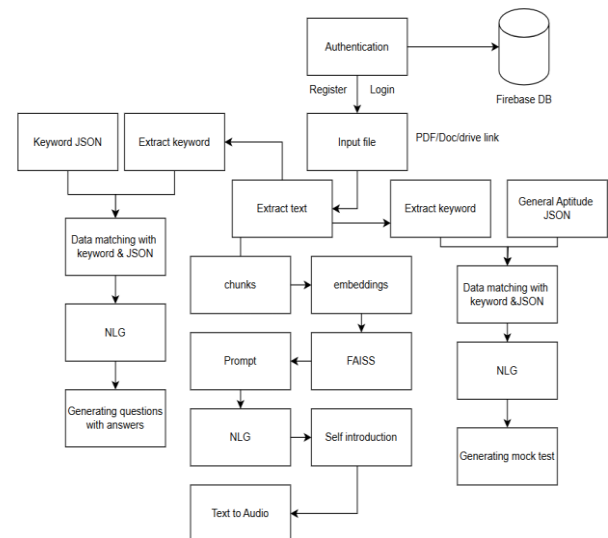 Authentication
Register
Login
Firebase DB
Keyword JSON
Extract keyword
Input file
PDF/Doc/drive link
Extract text
Extract keyword
General Aptitude
JSON
Data matching with
keyword & JSON
chunks
embeddings
Data matching with
keyword &JSON
NLG
Prompt
FAISS
NLG
Generating questions
with answers
NLG
Self introduction
Generating mock test
Text to Audio